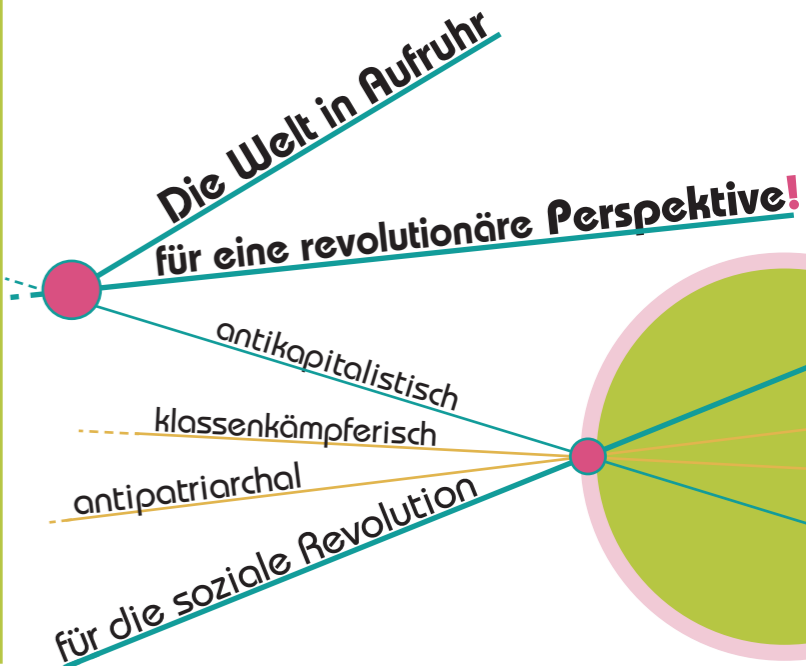 Die Welt in Aufruhr
für eine revolutionäre Perspektive!
antikapitalistisch
klassenkämpferisch
antipatriarchal
für die soziale Revolution